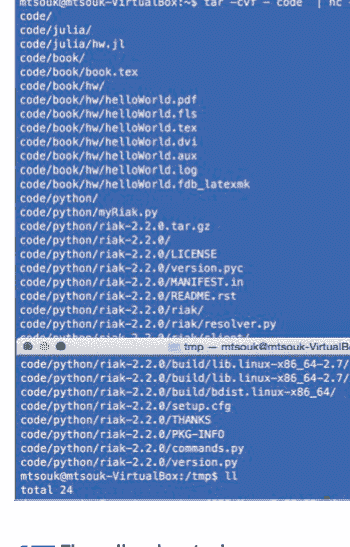 mtsouk@mtsouk-VirtualBox:~$ tar -cvf - code | nc
code/
code/julia/
code/julia/hw.jl
code/book/
code/book/book.tex
code/book/hw/
code/book/hw/helloWorld.pdf
code/book/hw/helloWorld.fls
code/book/hw/helloWorld.tex
code/book/hw/helloWorld.dvi
code/book/hw/helloWorld.aux
code/book/hw/helloWorld.log
code/book/hw/helloWorld.fdb_latexmk
code/python/
code/python/myRiak.py
code/python/riak-2.2.0.tar.gz
code/python/riak-2.2.0/
code/python/riak-2.2.0/LICENSE
code/python/riak-2.2.0/version.pyc
code/python/riak-2.2.0/MANIFEST.in
code/python/riak-2.2.0/README.rst
code/python/riak-2.2.0/riak/
code/python/riak-2.2.0/riak/resolver.py
code/python/riak-2.2.0/riak/client/
tmp — mtsouk@mtsouk-VirtualBo
code/python/riak-2.2.0/build/lib.linux-x86_64-2.7/
code/python/riak-2.2.0/build/lib.linux-x86_64-2.7/
code/python/riak-2.2.0/build/bdist.linux-x86_64/
code/python/riak-2.2.0/setup.cfg
code/python/riak-2.2.0/THANKS
code/python/riak-2.2.0/PKG-INFO
code/python/riak-2.2.0/commands.py
code/python/riak-2.2.0/version.py
mtsouk@mtsouk-VirtualBox:/tmp$ ll
total 24